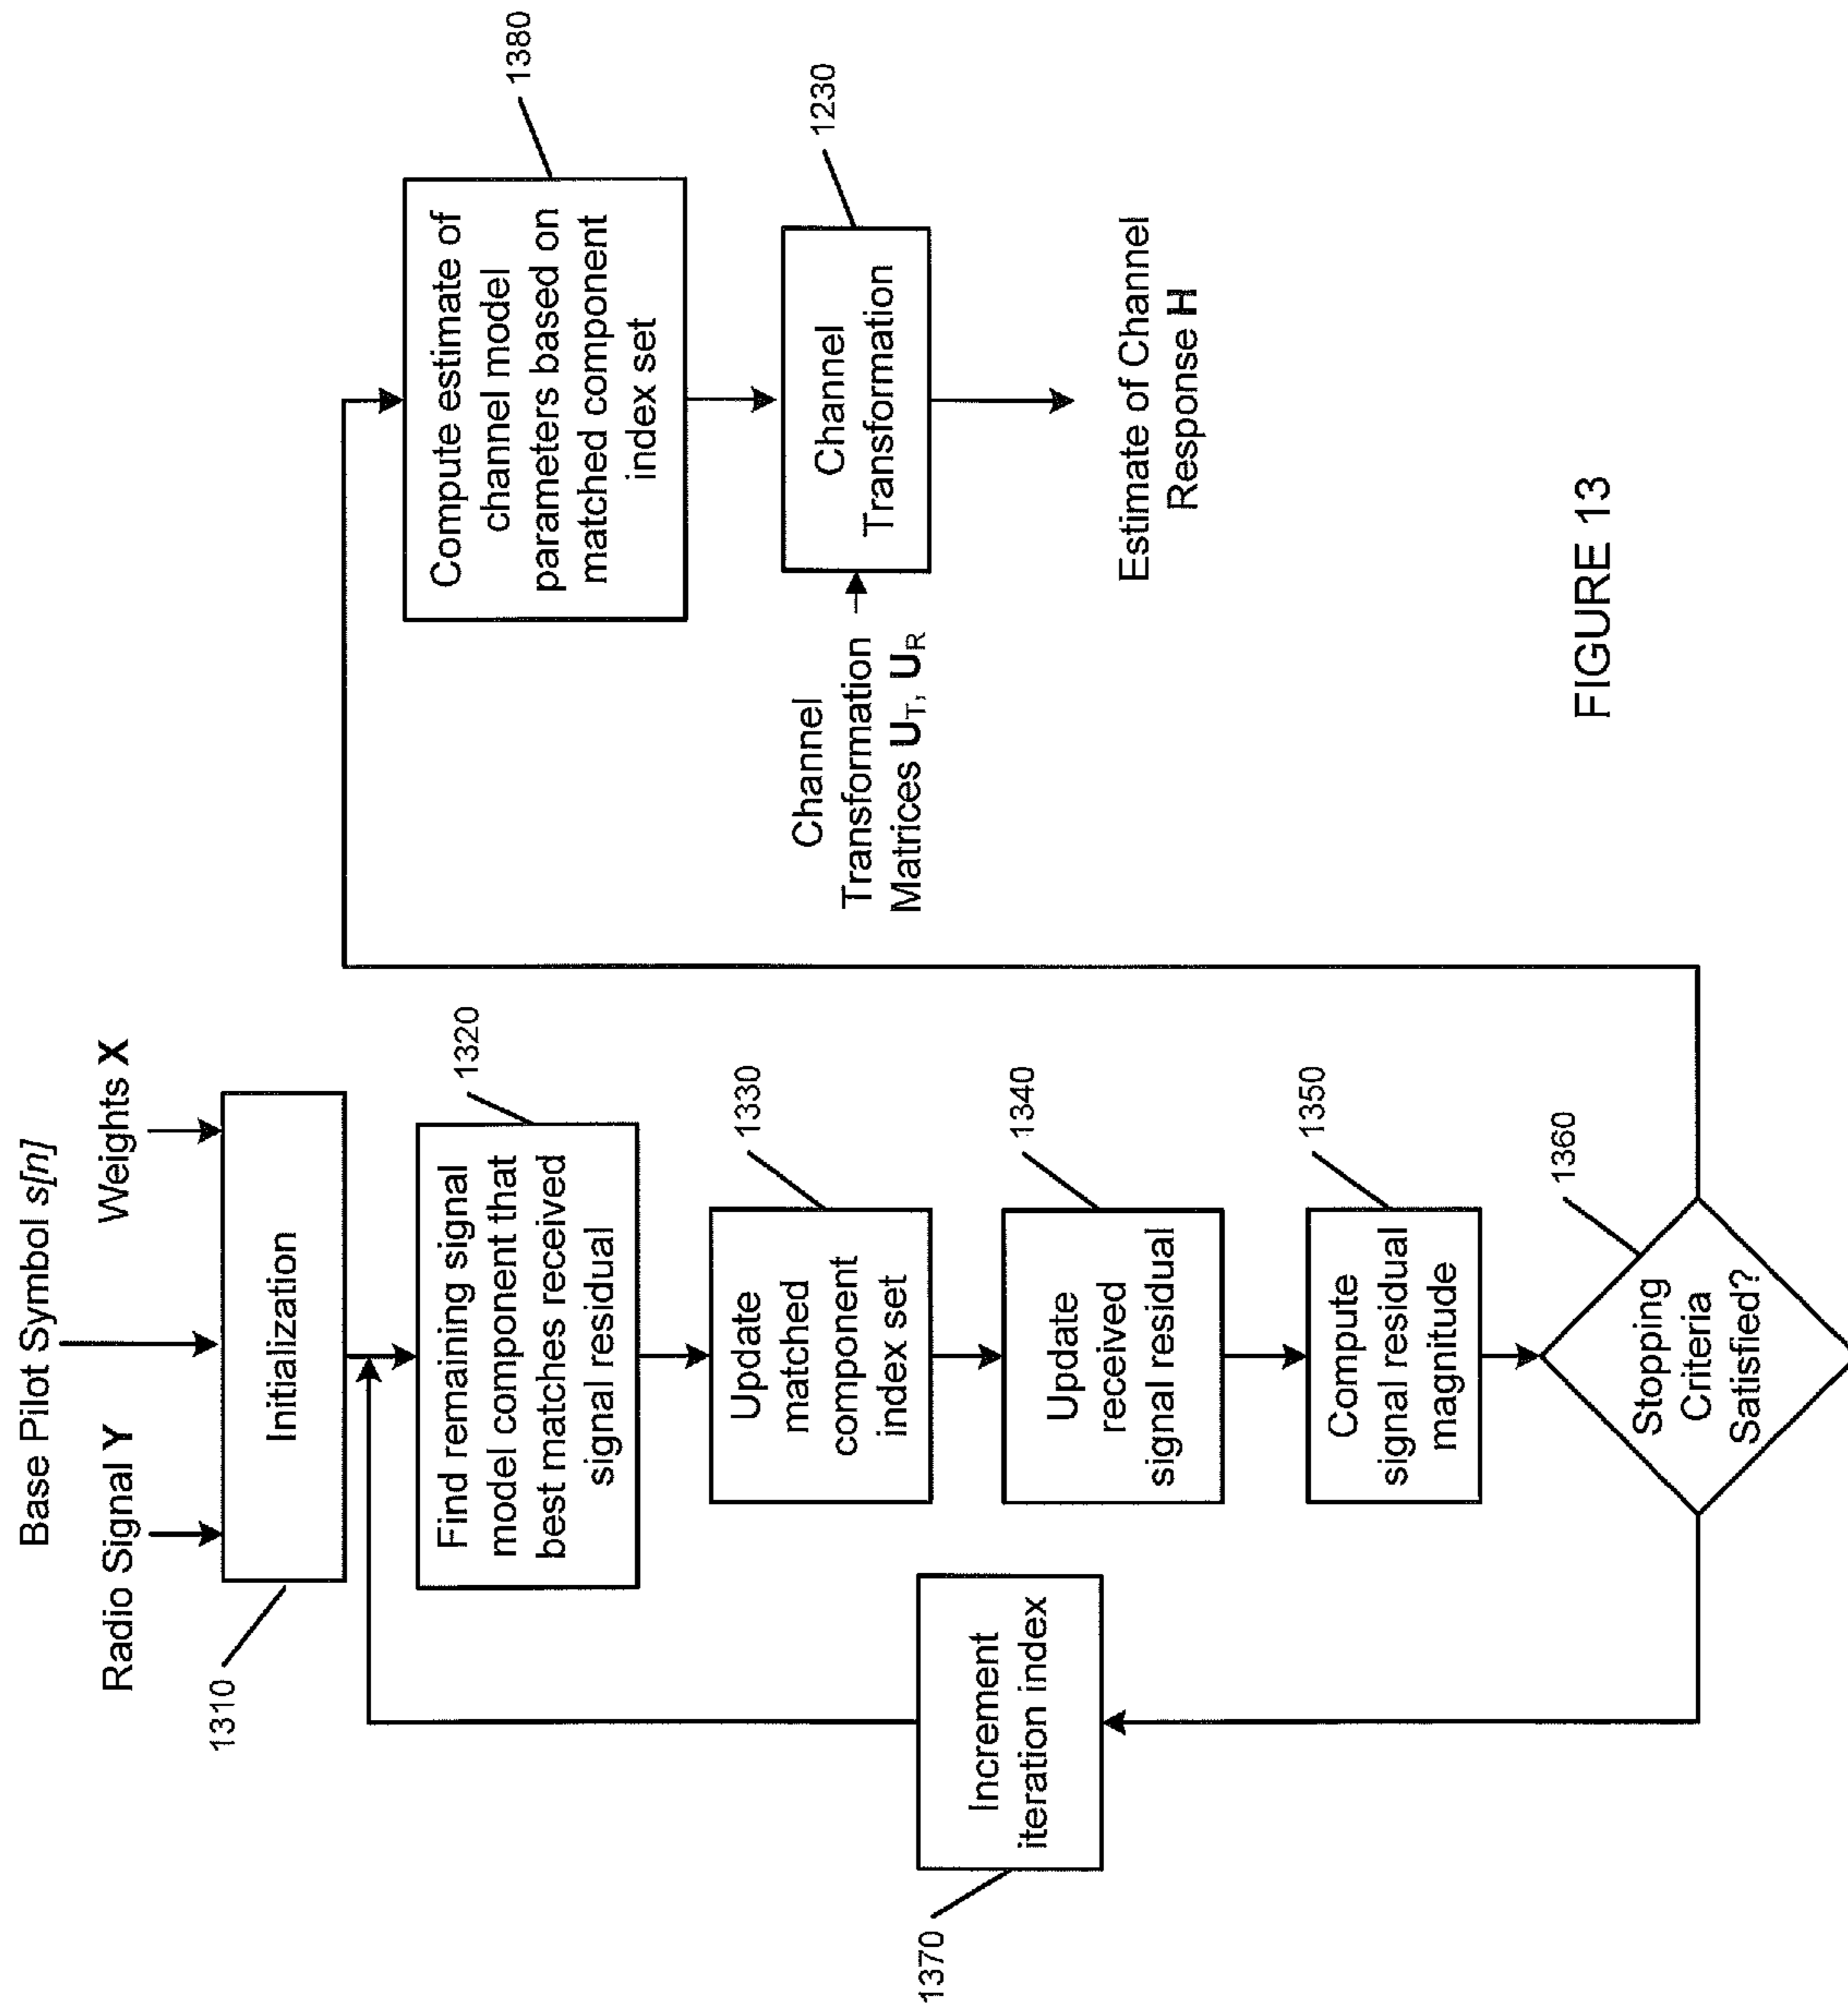 Base Pilot Symbol s[n]
Radio Signal Y
Weights X
1310
Initialization
1320
Find remaining signal
model component that
best matches received
signal residual
1330
Update
matched
component
index set
1340
Update
received
signal residual
1350
Compute
signal residual
magnitude
1360
Stopping
Criteria
Satisfied?
1370
Increment
iteration index
1380
Compute estimate of
channel model
parameters based on
matched component
index set
1230
Channel
Transformation
Channel
Transformation
Matrices U_T, U_R
Estimate of Channel
Response H
FIGURE 13